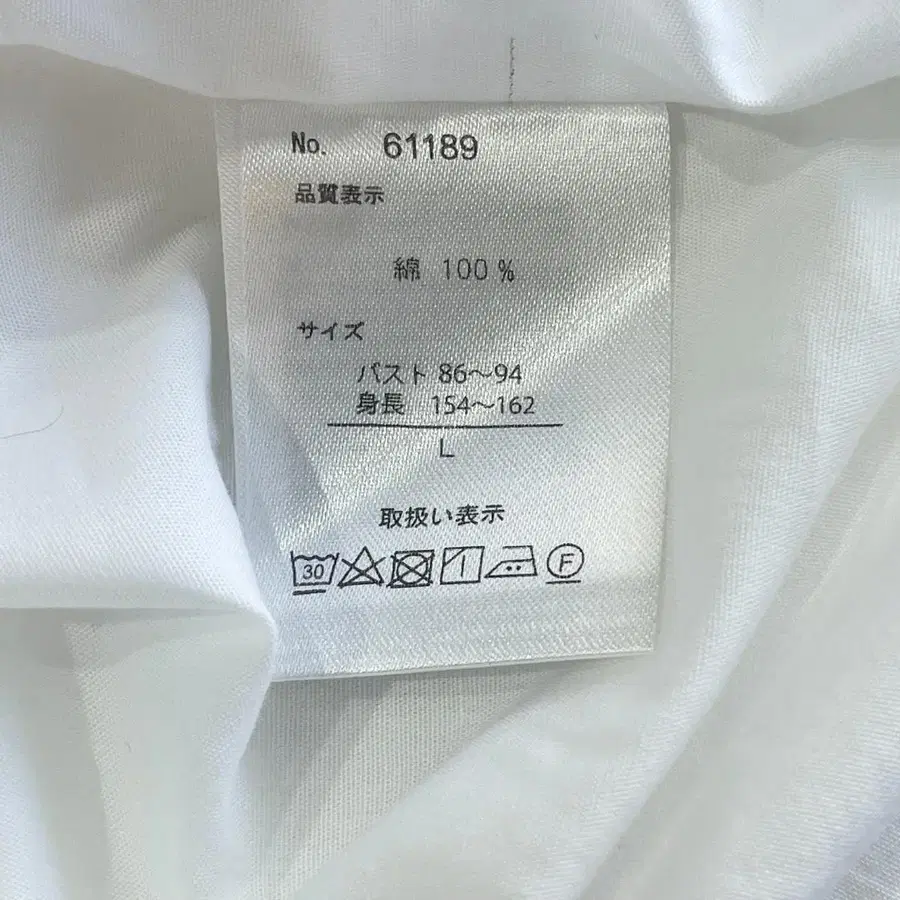 No. 61189
品質表示
綿 100%
サイズ
バスト 86〜94
身長 154〜162
L
取扱い表示
30 F